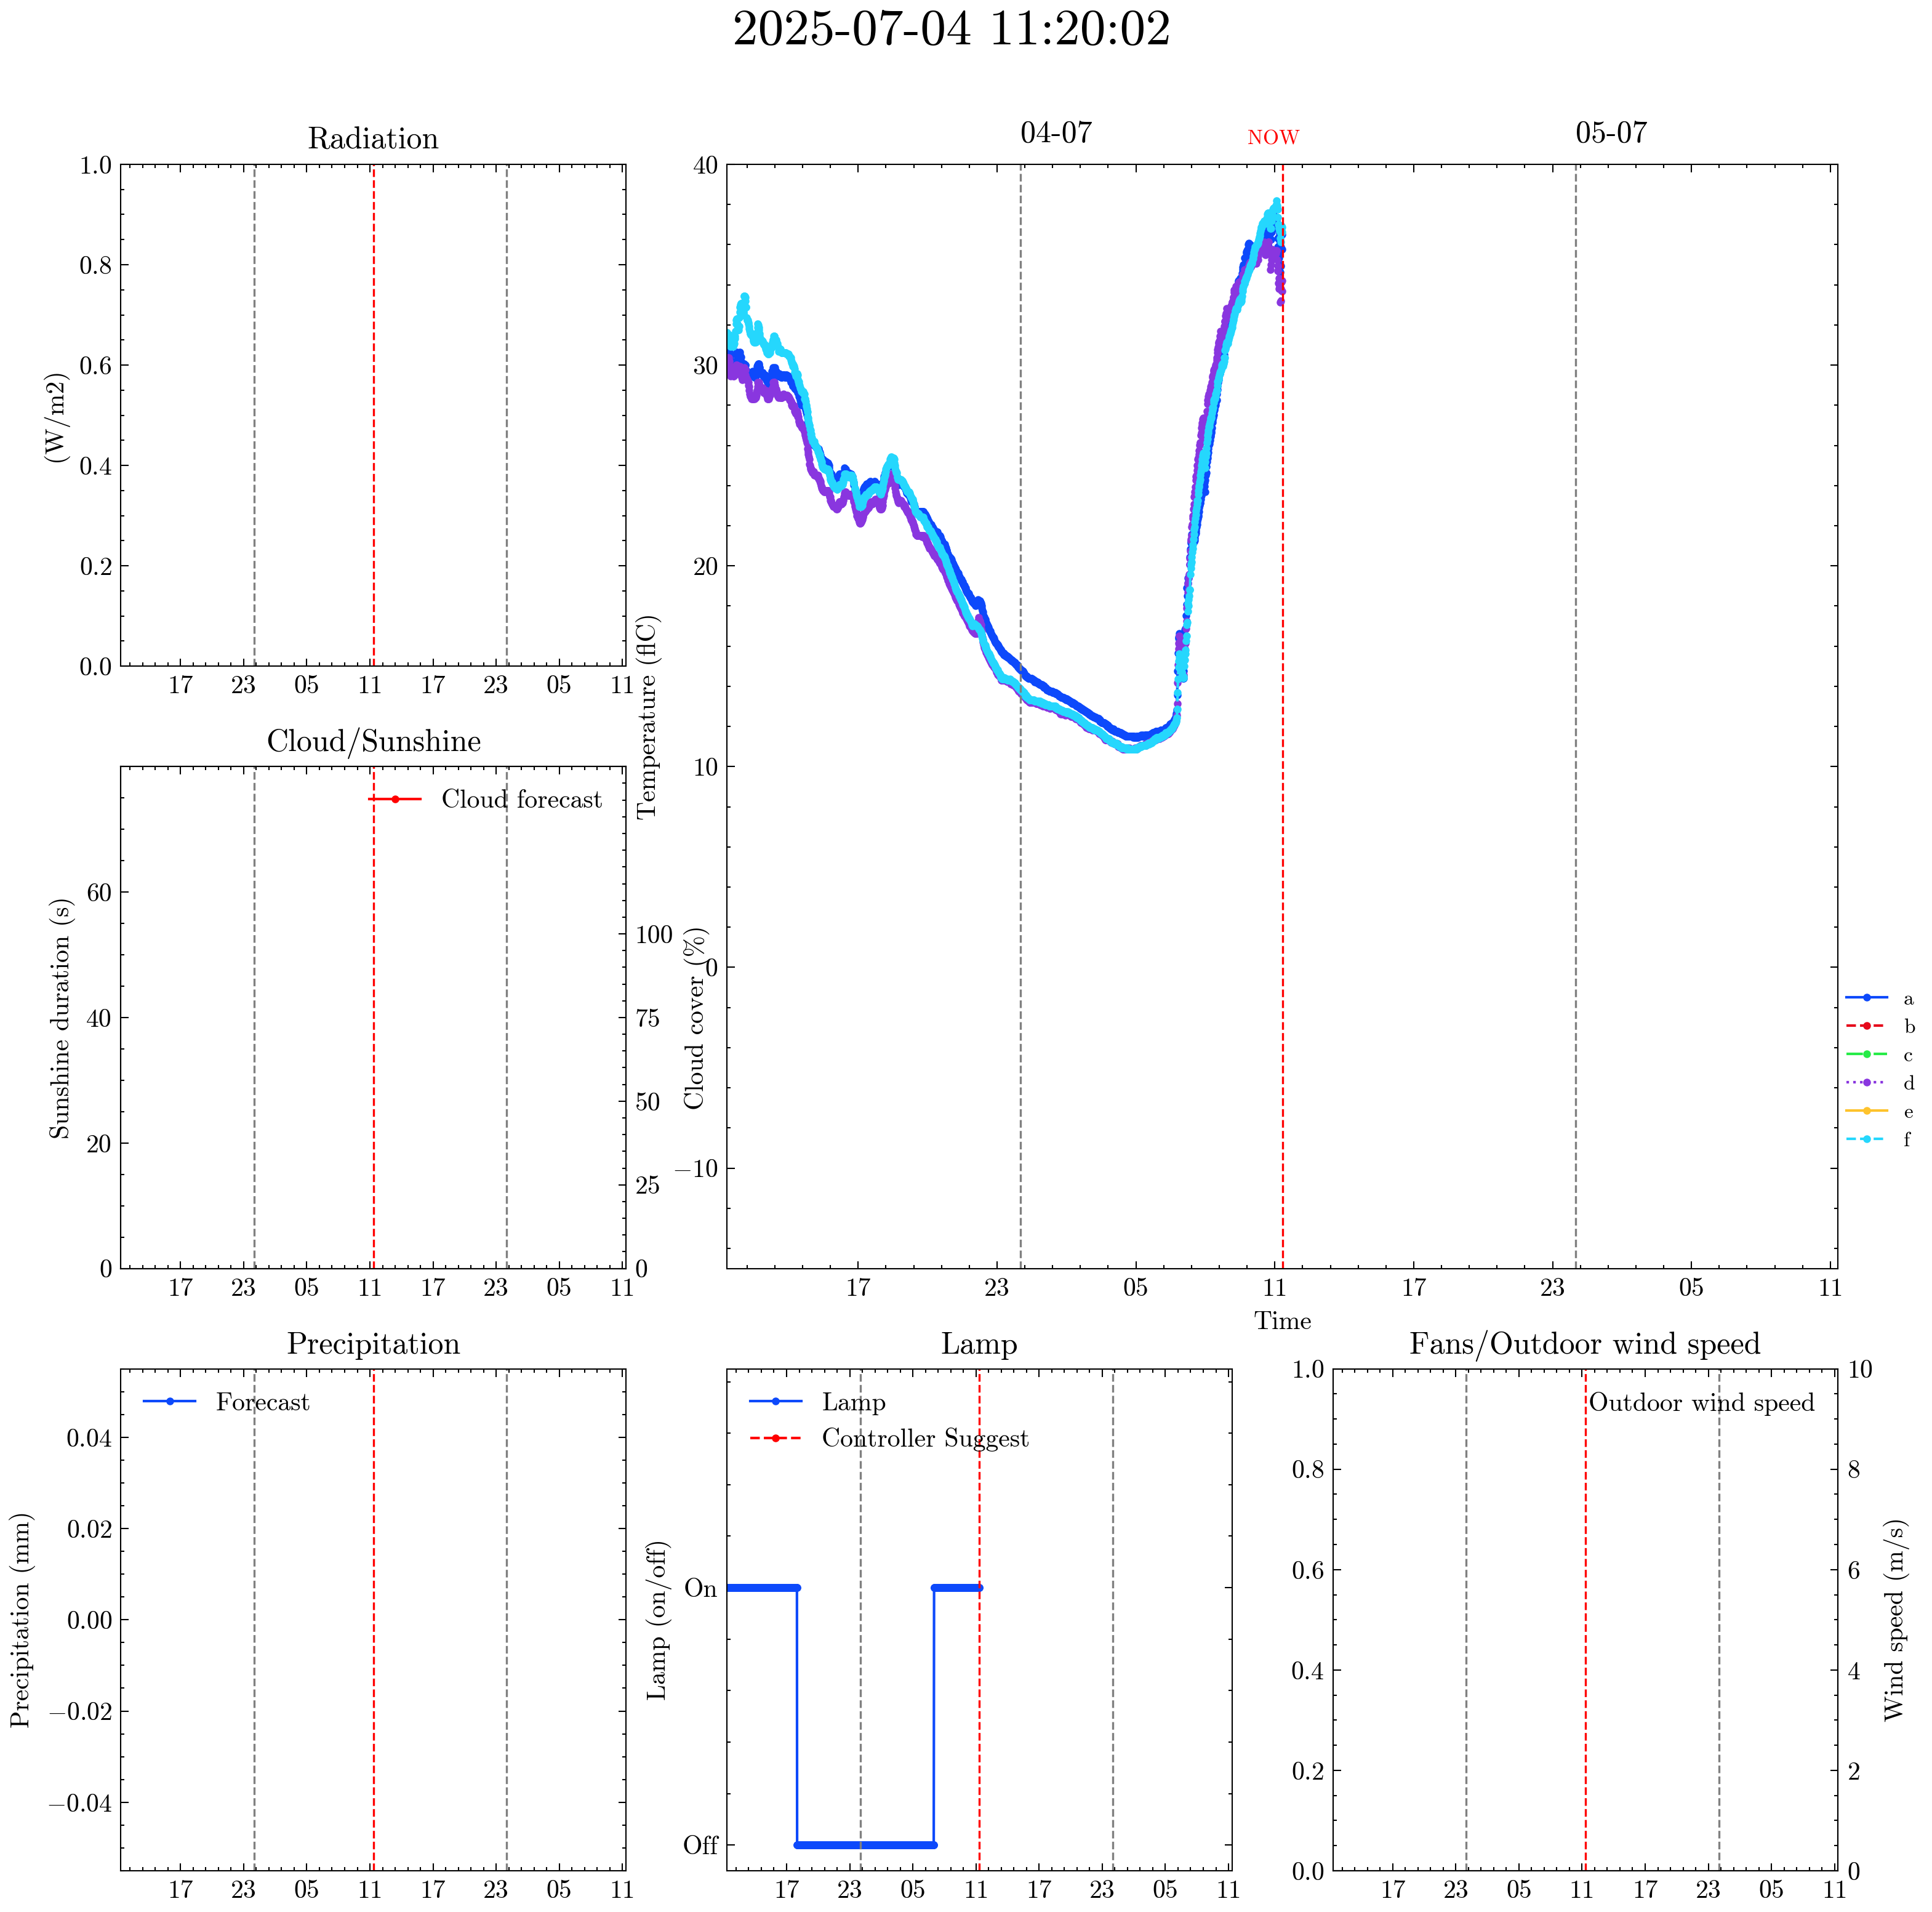 2025-07-04 11:20:02
Radiation
1.0
0.8
0.6
0.4
0.2
0.0
(W/m2)
17 23 05 11 17 23 05 11
04-07
NOW
05-07
40
30
20
10
0
−10
Temperature (flC)
17 23 05 11 17 23 05 11
Time
a
b
c
d
e
f
Cloud/Sunshine
Cloud forecast
60
40
20
0
Sunshine duration (s)
100
75
50
25
0
Cloud cover (%)
17 23 05 11 17 23 05 11
Precipitation
Forecast
0.04
0.02
0.00
−0.02
−0.04
Precipitation (mm)
17 23 05 11 17 23 05 11
Lamp
Lamp
Controller Suggest
On
Off
Lamp (on/off)
17 23 05 11 17 23 05 11
Fans/Outdoor wind speed
Outdoor wind speed
1.0
0.8
0.6
0.4
0.2
0.0
10
8
6
4
2
0
Wind speed (m/s)
17 23 05 11 17 23 05 11